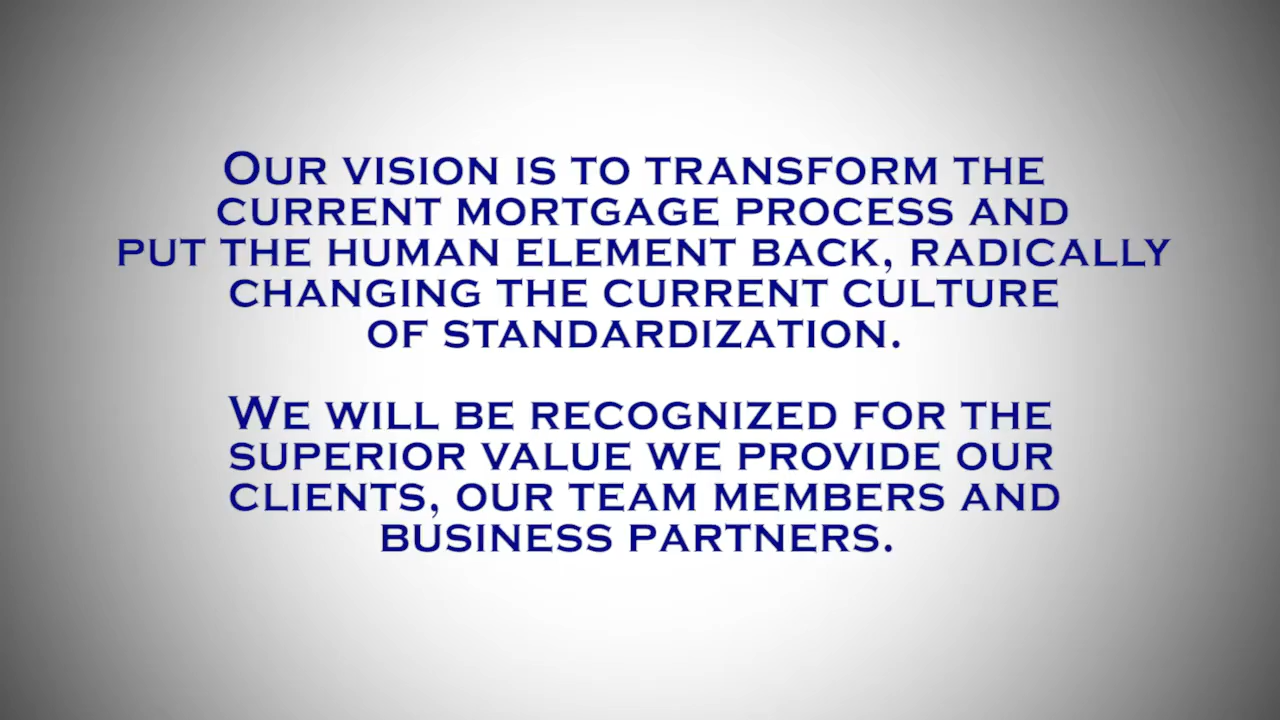 Our vision is to transform the
current mortgage process and
put the human element back, radically
changing the current culture
of standardization.
We will be recognized for the
superior value we provide our
clients, our team members and
business partners.